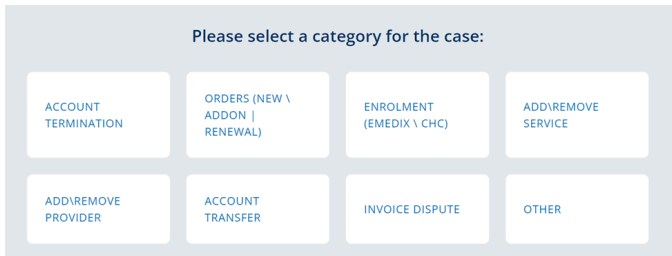 Please select a category for the case:
ACCOUNT
TERMINATION
ORDERS (NEW \
ADDON |
RENEWAL)
ENROLMENT
(EMEDIX \ CHC)
ADD\REMOVE
SERVICE
ADD\REMOVE
PROVIDER
ACCOUNT
TRANSFER
INVOICE DISPUTE
OTHER